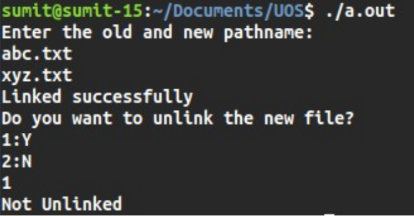 sumit@sumit-15:~/Documents/UOS$ ./a.out
Enter the old and new pathname:
abc.txt
xyz.txt
Linked successfully
Do you want to unlink the new file?
1:Y
2:N
1
Not Unlinked